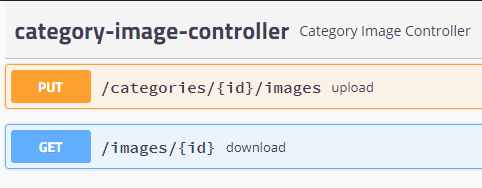 category-image-controller Category Image Controller
PUT /categories/{id}/images upload
GET /images/{id} download